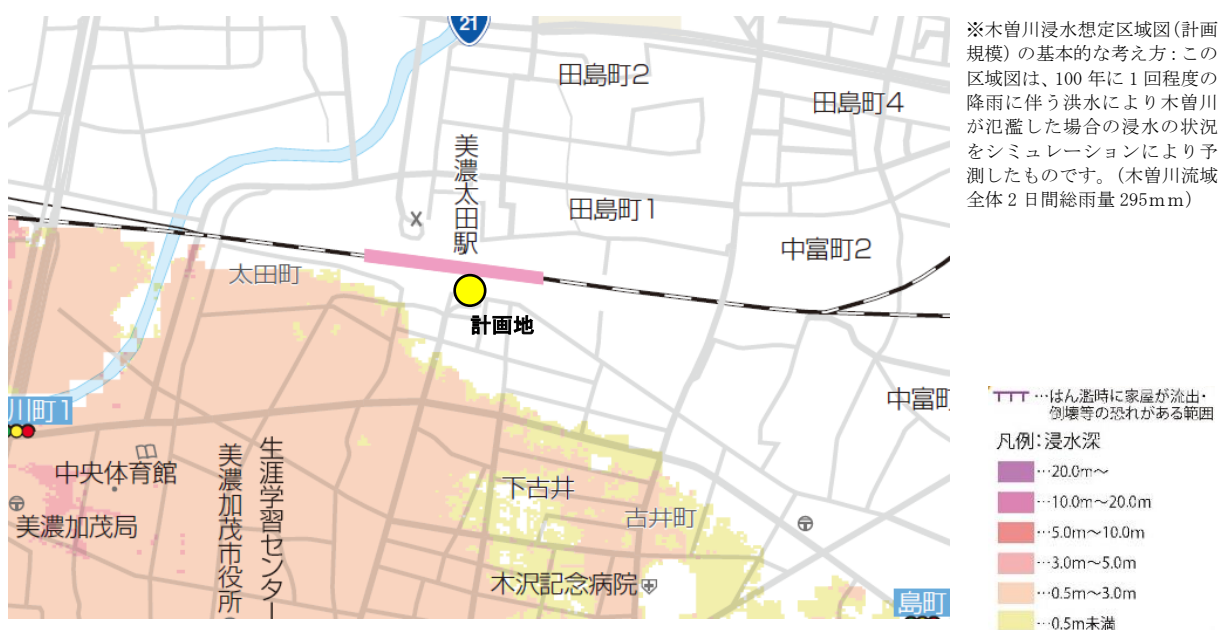 21
田島町2
田島町4
美濃太田駅
田島町1
中富町2
太田町
計画地
中富町
川町1
中央体育館
美濃加茂局
美濃加茂市役所
生涯学習センター
下古井
古井町
木沢記念病院
島町
※木曽川浸水想定区域図(計画
規模)の基本的な考え方:この
区域図は、100年に1回程度の
降雨に伴う洪水により木曽川
が氾濫した場合の浸水の状況
をシミュレーションにより予
測したものです。(木曽川流域
全体2日間総雨量295mm)
…はん濫時に家屋が流出・
倒壊等の恐れがある範囲
凡例:浸水深
…20.0m～
…10.0m～20.0m
…5.0m～10.0m
…3.0m～5.0m
…0.5m～3.0m
…0.5m未満